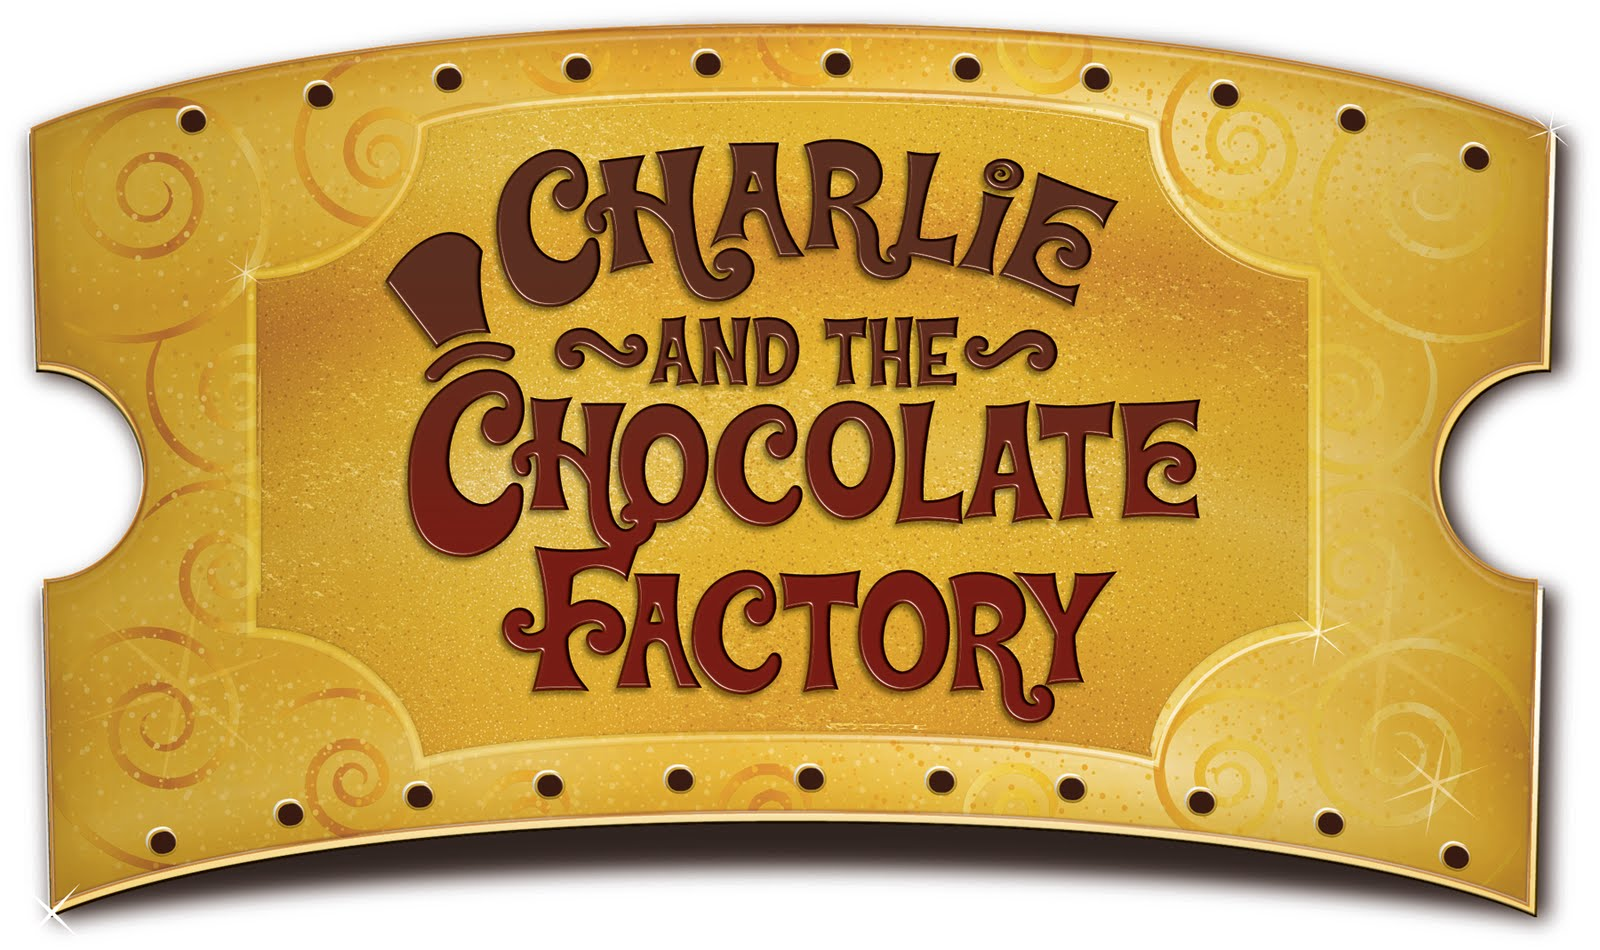 CHARLiE
AND THE
CHOCOLATE
FACTORY